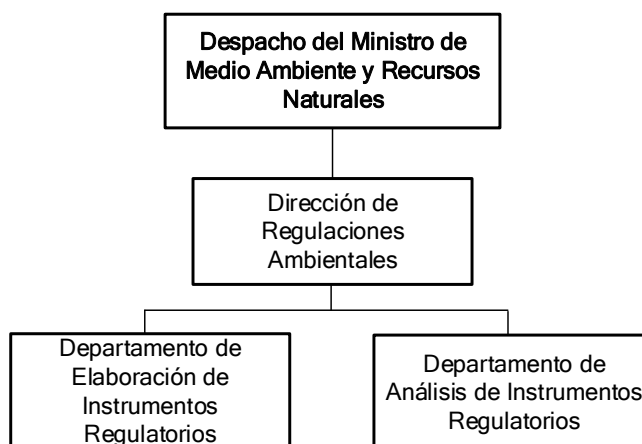 Despacho del Ministro de
Medio Ambiente y Recursos
Naturales
Dirección de
Regulaciones
Ambientales
Departamento de
Elaboración de
Instrumentos
Regulatorios
Departamento de
Análisis de Instrumentos
Regulatorios